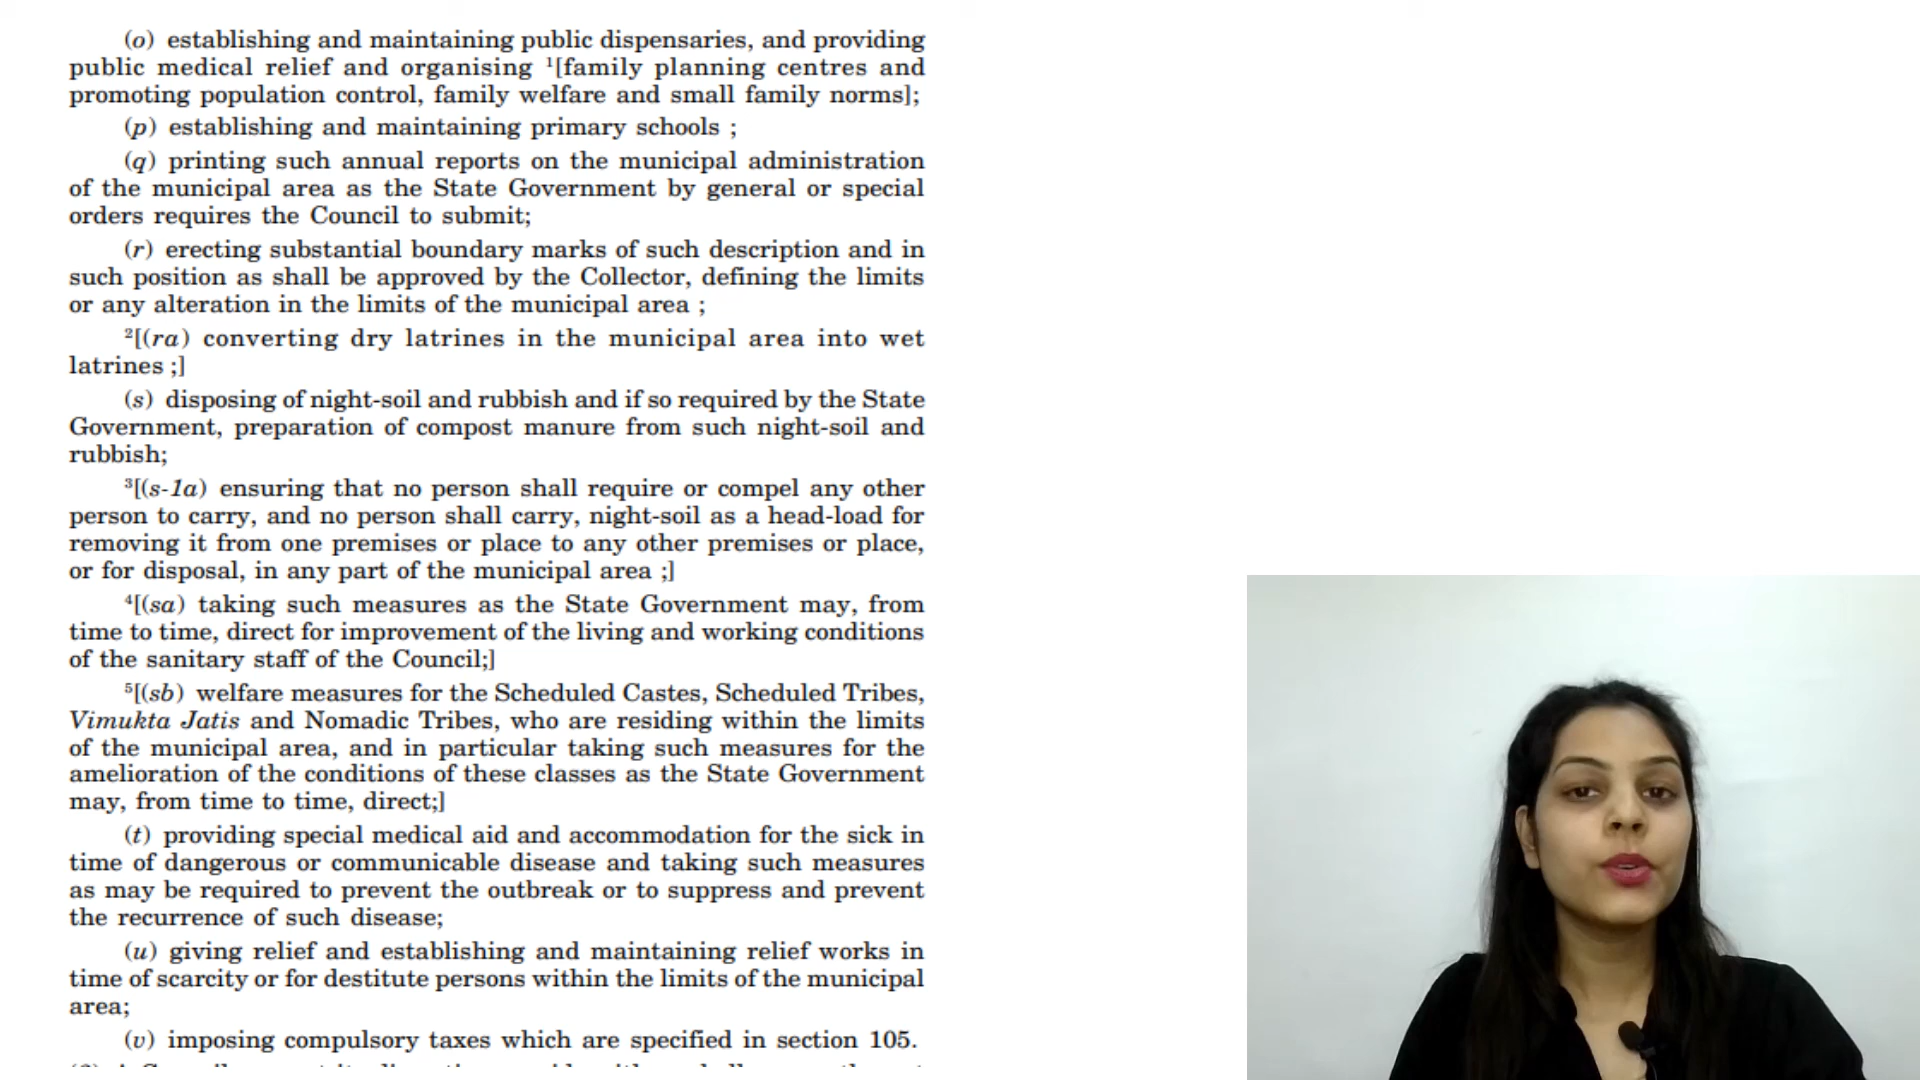 (o) establishing and maintaining public dispensaries, and providing
public medical relief and organising ¹[family planning centres and
promoting population control, family welfare and small family norms];
(p) establishing and maintaining primary schools ;
(q) printing such annual reports on the municipal administration
of the municipal area as the State Government by general or special
orders requires the Council to submit;
(r) erecting substantial boundary marks of such description and in
such position as shall be approved by the Collector, defining the limits
or any alteration in the limits of the municipal area ;
²[(ra) converting dry latrines in the municipal area into wet
latrines ;]
(s) disposing of night-soil and rubbish and if so required by the State
Government, preparation of compost manure from such night-soil and
rubbish;
³[(s-1a) ensuring that no person shall require or compel any other
person to carry, and no person shall carry, night-soil as a head-load for
removing it from one premises or place to any other premises or place,
or for disposal, in any part of the municipal area ;]
⁴[(sa) taking such measures as the State Government may, from
time to time, direct for improvement of the living and working conditions
of the sanitary staff of the Council;]
⁵[(sb) welfare measures for the Scheduled Castes, Scheduled Tribes,
Vimukta Jatis and Nomadic Tribes, who are residing within the limits
of the municipal area, and in particular taking such measures for the
amelioration of the conditions of these classes as the State Government
may, from time to time, direct;]
(t) providing special medical aid and accommodation for the sick in
time of dangerous or communicable disease and taking such measures
as may be required to prevent the outbreak or to suppress and prevent
the recurrence of such disease;
(u) giving relief and establishing and maintaining relief works in
time of scarcity or for destitute persons within the limits of the municipal
area;
(v) imposing compulsory taxes which are specified in section 105.